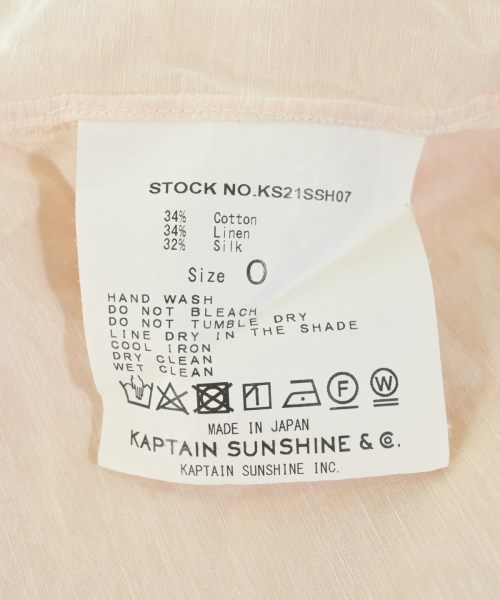 STOCK NO.KS21SSH07
34% Cotton
34% Linen
32% Silk
Size O
HAND WASH
DO NOT BLEACH
DO NOT TUMBLE DRY
LINE DRY IN THE SHADE
COOL IRON
DRY CLEAN
WET CLEAN
F W
MADE IN JAPAN
KAPTAIN SUNSHINE & Co.
KAPTAIN SUNSHINE INC.